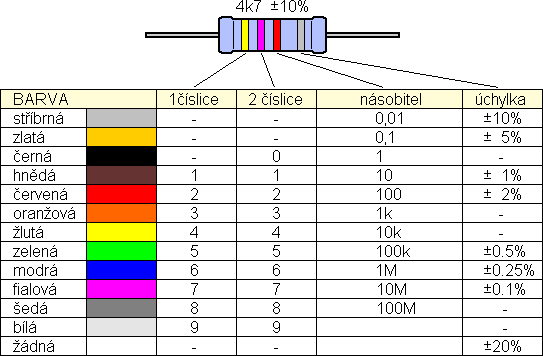 4k7 ±10%
BARVA 1číslice 2 číslice násobitel úchylka
stříbrná - - 0,01 ±10%
zlatá - - 0,1 ± 5%
černá - 0 1 -
hnědá 1 1 10 ± 1%
červená 2 2 100 ± 2%
oranžová 3 3 1k -
žlutá 4 4 10k -
zelená 5 5 100k ±0.5%
modrá 6 6 1M ±0.25%
fialová 7 7 10M ±0.1%
šedá 8 8 100M -
bílá 9 9 -
žádná - - ±20%